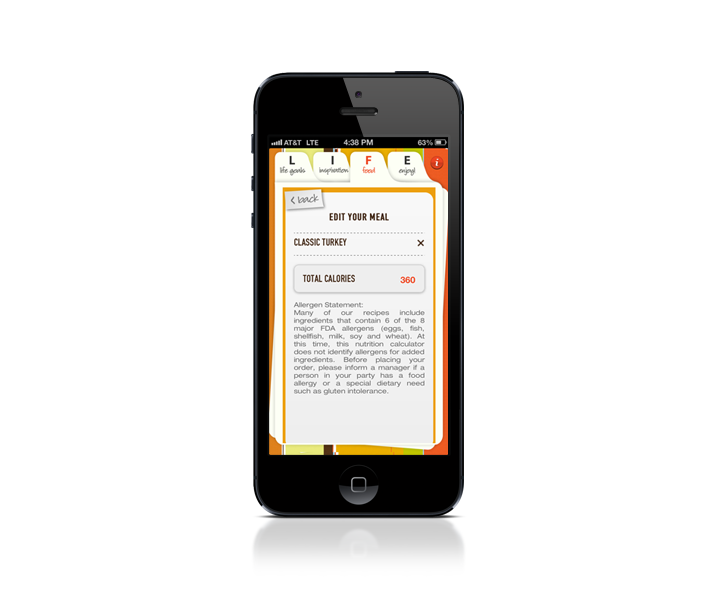 AT&T LTE 4:38 PM 63%
L I F E i
life goals inspiration food enjoy!
< back
EDIT YOUR MEAL
CLASSIC TURKEY ×
TOTAL CALORIES 360
Allergen Statement:
Many of our recipes include
ingredients that contain 6 of the 8
major FDA allergens (eggs, fish,
shellfish, milk, soy and wheat). At
this time, this nutrition calculator
does not identify allergens for added
ingredients. Before placing your
order, please inform a manager if a
person in your party has a food
allergy or a special dietary need
such as gluten intolerance.